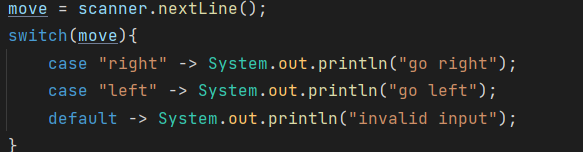 move = scanner.nextLine();
switch(move){
    case "right" -> System.out.println("go right");
    case "left" -> System.out.println("go left");
    default -> System.out.println("invalid input");
}